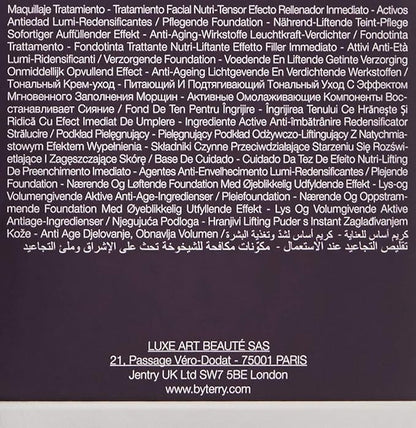 Maquillaje Tratamiento - Tratamiento Facial Nutri-Tensor Efecto Rellenador Inmediato - Activos
Antiedad Lumi-Redensificantes / Pflegende Foundation - Nährend-Liftende Teint-Pflege
Sofortiger Auffüllender Effekt - Anti-Aging-Wirkstoffe Leuchtkraft-Verdichter / Fondotinta
Trattamento - Fondotinta Trattante Nutri-Liftante Effetto Filler Immediato - Attivi Anti-Età
Lumi-Ridensificanti / Verzorgende Foundation - Voedende En Liftende Getinte Verzorging
Onmiddellijk Opvullend Effect - Anti-Ageing Lichtgevende En Verdichtende Werkstoffen /
Тональный Крем-уход - Питающий И Подтягивающий Тональный Уход С Эффектом
Мгновенного Заполнения Морщин - Активные Омолаживающие Компоненты Вос-
станавливает Сияние / Fond De Ten Pentru Îngrijire - Îngrijirea Tenului Ce Hrănește Și
Ridică Cu Efect Imediat De Umplere - Ingrediente Active Anti-îmbătrânire Redensificatoare
Strălucire / Podkład Pielęgnujący - Pielęgnujący Podkład Odżywczo-Liftingujący Z Natychmia-
stowym Efektem Wypełnienia - Składniki Czynne Przeciwdziałające Starzeniu Się Rozświ-
etlające I Zagęszczające Skórę / Base De Cuidado - Cuidado Da Tez De Efeito Nutri-Lifting
De Preenchimento Imediato - Agentes Anti-Envelhecimento Lumi-Redensificantes / Plejende
Foundation - Nærende Og Løftende Foundation Med Øjeblikkelig Udfyldende Effekt - Lys-og
Volumengivende Aktive Anti-Age-Ingredienser / Pleiefoundation - Nærende Og Oppstram-
mende Foundation Med Øyeblikkelig Utfyllende Effekt - Lys Og Volumgivende Aktive
Antiage-Ingredienser / Njegujuća Podloga - Hranjivi Lifting Puder s Instant Zaglađivanjem
Kože - Anti Age Djelovanje, Obnavlja Volumen / كريم أساس للعناية - كريم أساس لشدّ وتغذية البشرة
تقليص التجاعيد عند الاستعمال - مكوّنات مكافحة للشيخوخة تحث على الإشراق وملئ التجاعيد
LUXE ART BEAUTÉ SAS
21, Passage Véro-Dodat - 75001 PARIS
Jentry UK Ltd SW7 5BE London
www.byterry.com